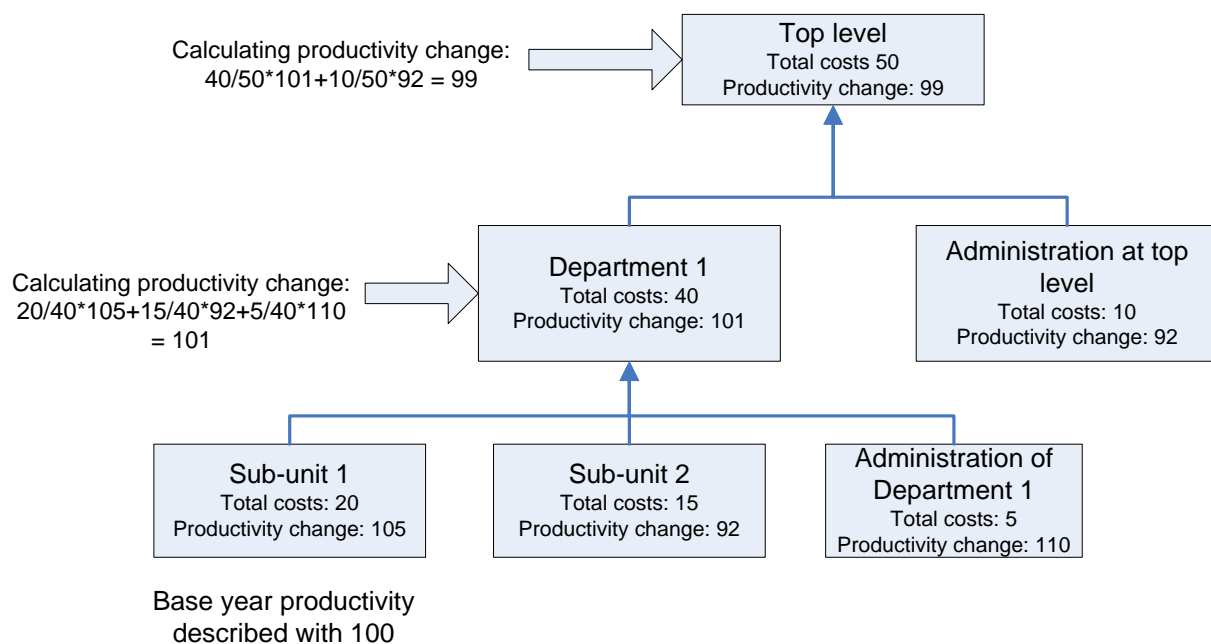 Calculating productivity change:
40/50*101+10/50*92 = 99
Top level
Total costs 50
Productivity change: 99
Calculating productivity change:
20/40*105+15/40*92+5/40*110
= 101
Department 1
Total costs: 40
Productivity change: 101
Administration at top
level
Total costs: 10
Productivity change: 92
Sub-unit 1
Total costs: 20
Productivity change: 105
Sub-unit 2
Total costs: 15
Productivity change: 92
Administration of
Department 1
Total costs: 5
Productivity change: 110
Base year productivity
described with 100